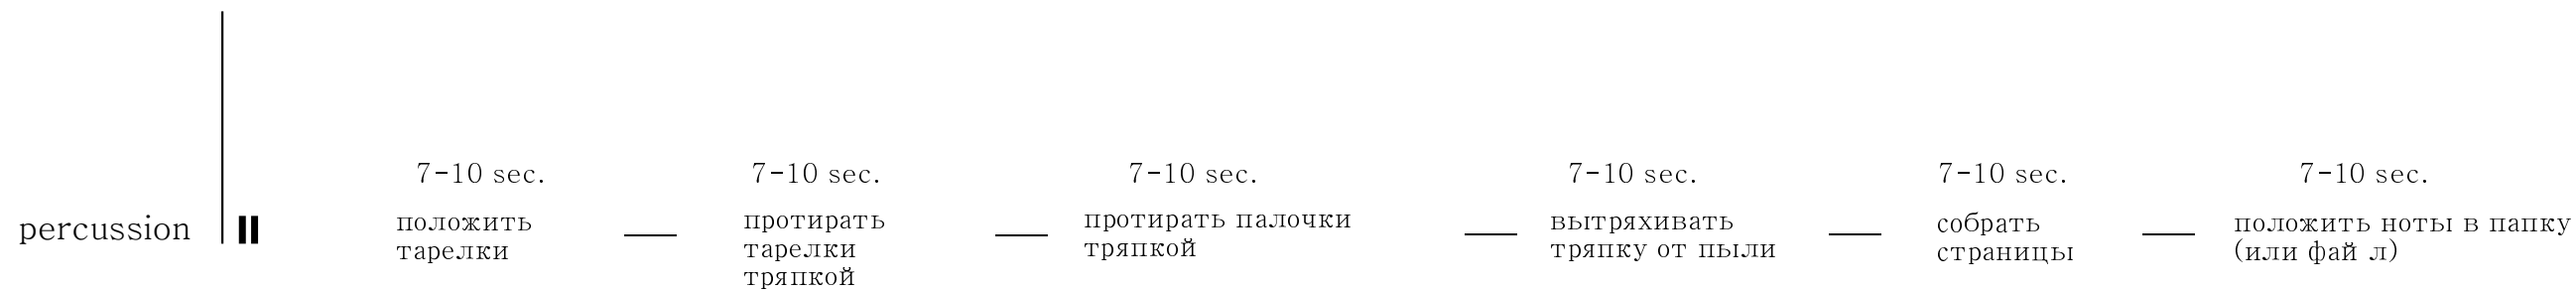 7-10 sec. 7-10 sec. 7-10 sec. 7-10 sec. 7-10 sec. 7-10 sec.
percussion
положить
тарелки
протирать
тарелки
тряпкой
протирать палочки
тряпкой
вытряхивать
тряпку от пыли
собрать
страницы
положить ноты в папку
(или фай л)